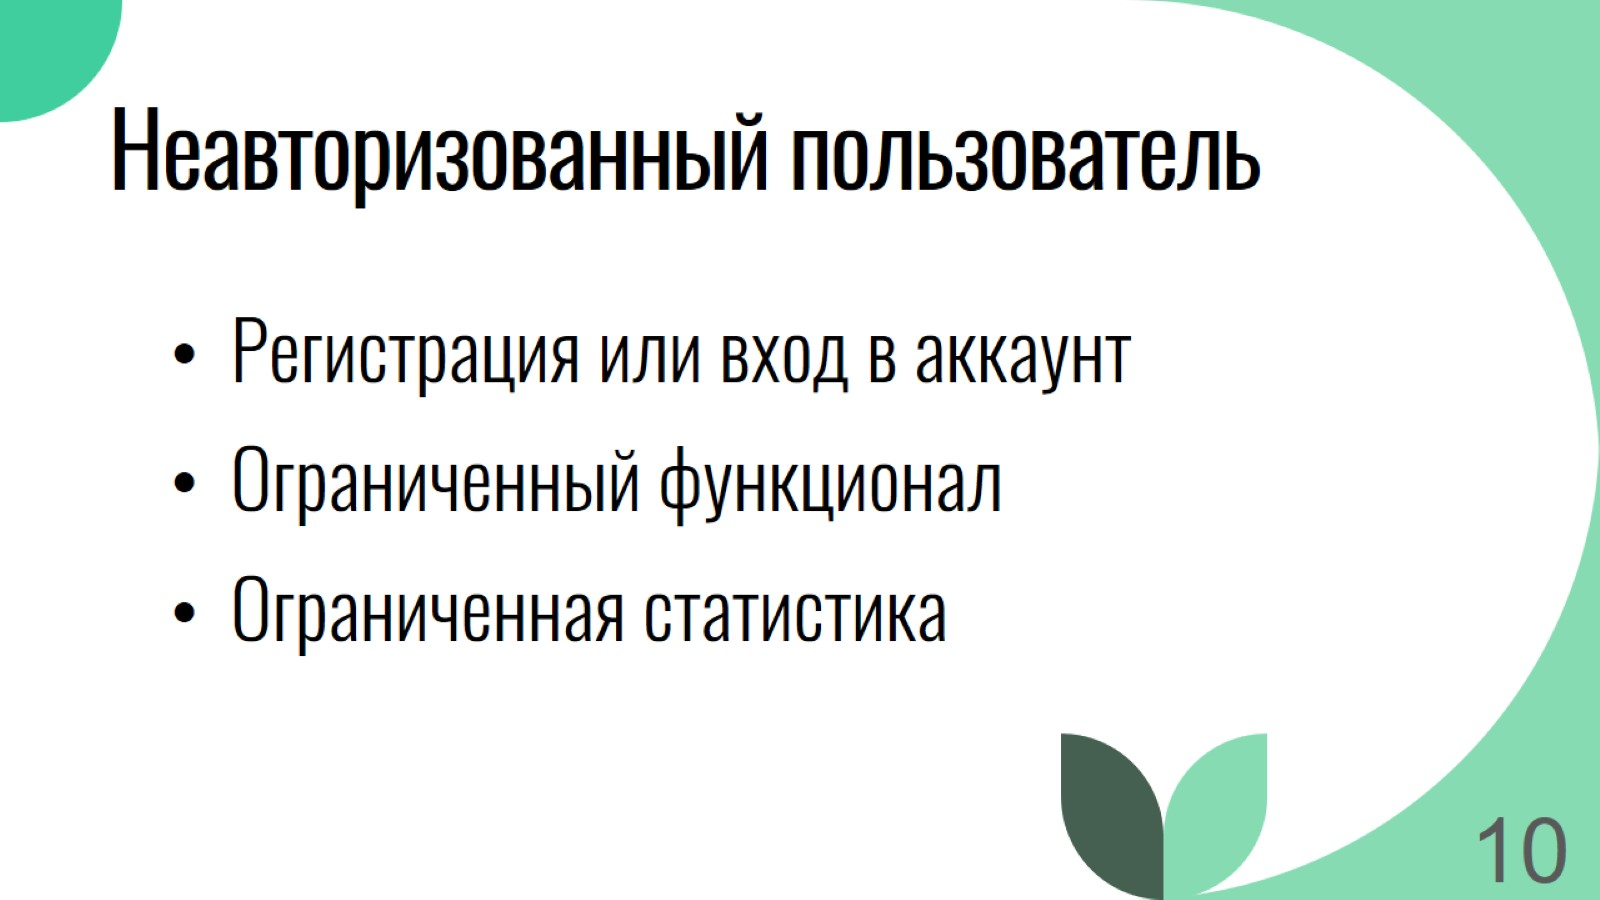 Неавторизованный пользователь
• Регистрация или вход в аккаунт
• Ограниченный функционал
• Ограниченная статистика
10